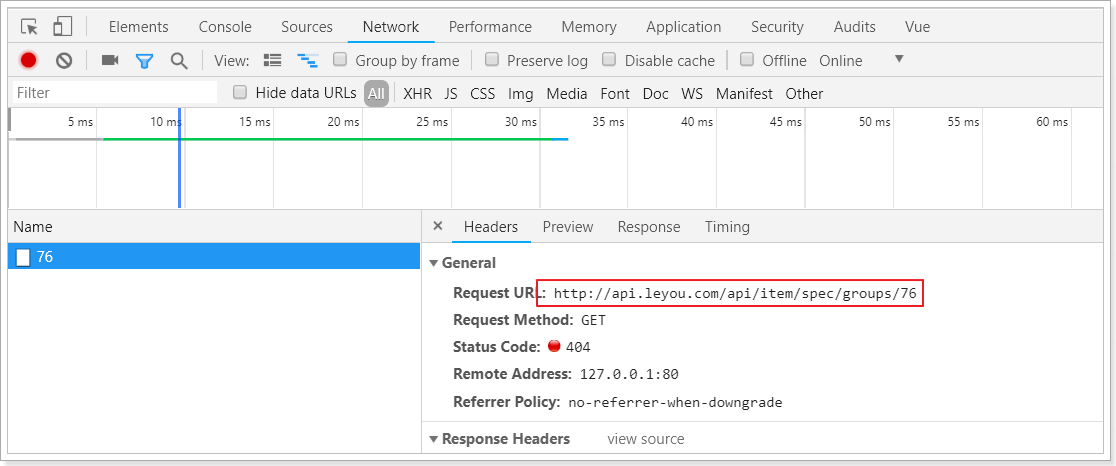 Elements Console Sources Network Performance Memory Application Security Audits Vue
View: Group by frame Preserve log Disable cache Offline Online
Filter Hide data URLs All XHR JS CSS Img Media Font Doc WS Manifest Other
5 ms 10 ms 15 ms 20 ms 25 ms 30 ms 35 ms 40 ms 45 ms 50 ms 55 ms 60 ms
Name
76
× Headers Preview Response Timing
General
Request URL: http://api.leyou.com/api/item/spec/groups/76
Request Method: GET
Status Code: 404
Remote Address: 127.0.0.1:80
Referrer Policy: no-referrer-when-downgrade
Response Headers view source